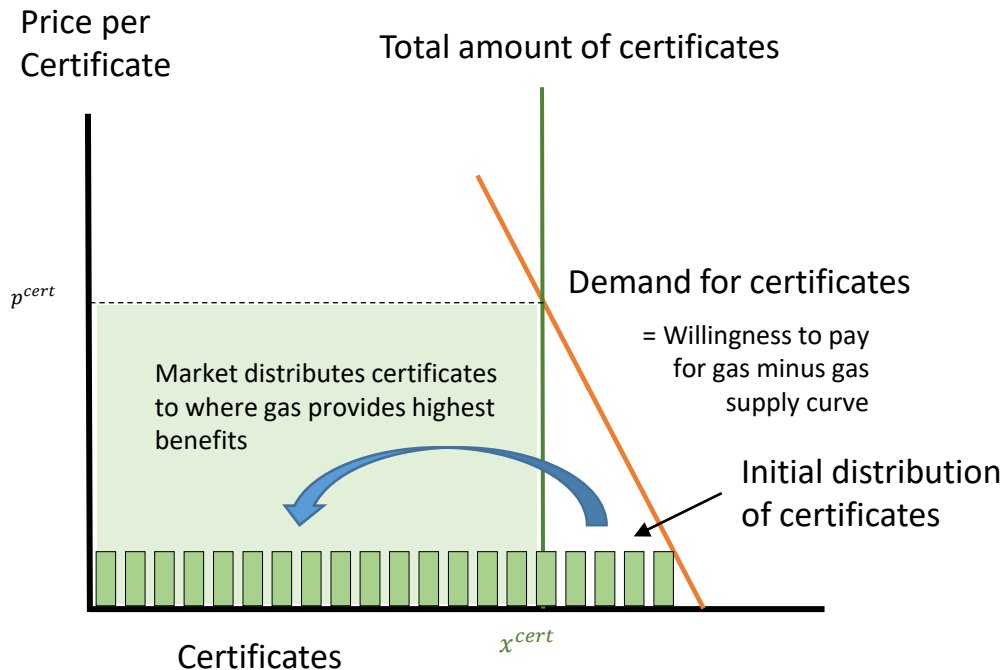 Price per
Certificate
Total amount of certificates
p^cert
Demand for certificates
= Willingness to pay
for gas minus gas
supply curve
Market distributes certificates
to where gas provides highest
benefits
Initial distribution
of certificates
x^cert
Certificates